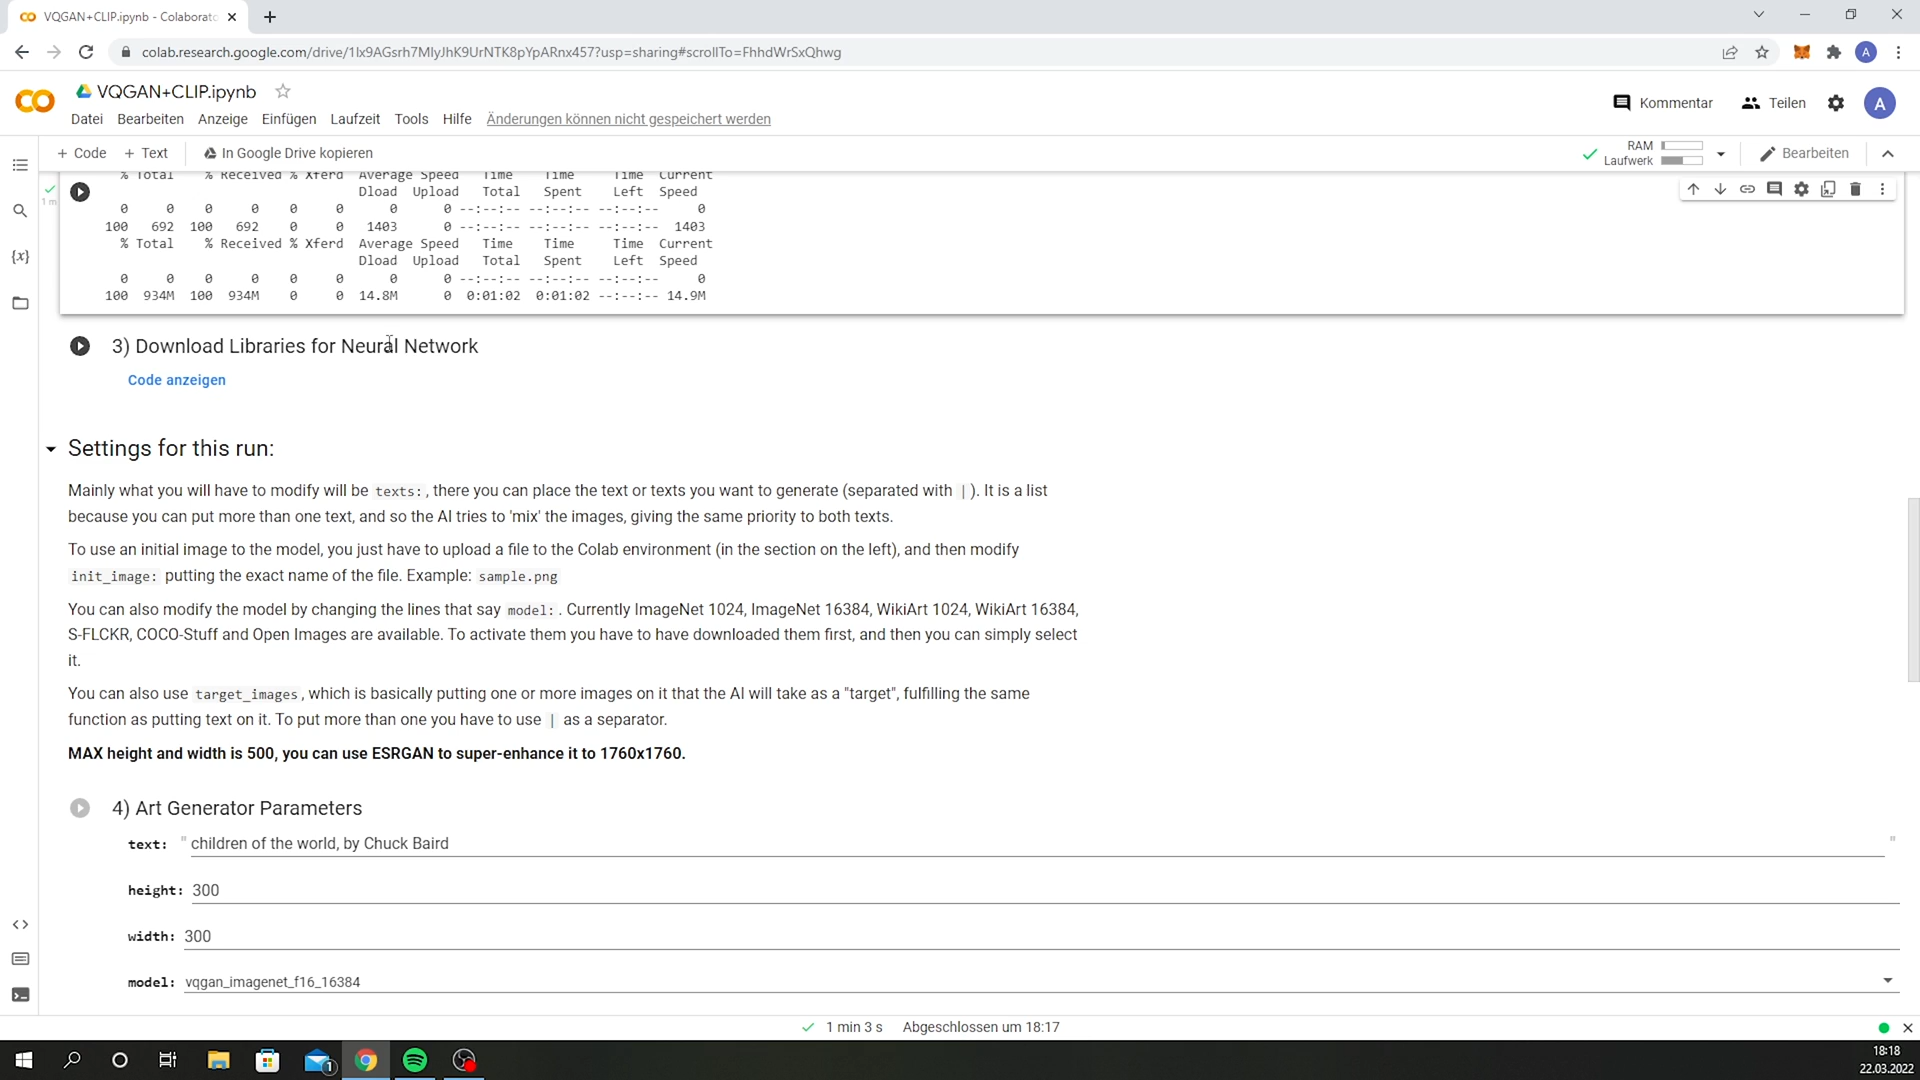 VQGAN+CLIP.ipynb - Colaborato
colab.research.google.com/drive/1lx9AGsrh7MlyJhK9UrNTK8pYpARnx457?usp=sharing#scrollTo=FhhdWrSxQhwg
A
VQGAN+CLIP.ipynb
Kommentar
Teilen
A
Datei Bearbeiten Anzeige Einfügen Laufzeit Tools Hilfe Änderungen können nicht gespeichert werden
+ Code + Text In Google Drive kopieren
RAM
Laufwerk
Bearbeiten
1 m
% Total % Received % Xferd Average Speed Time Time Time Current
Dload Upload Total Spent Left Speed
0 0 0 0 0 0 0 0 --:--:-- --:--:-- --:--:-- 0
100 692 100 692 0 0 1403 0 --:--:-- --:--:-- --:--:-- 1403
% Total % Received % Xferd Average Speed Time Time Time Current
Dload Upload Total Spent Left Speed
0 0 0 0 0 0 0 0 --:--:-- --:--:-- --:--:-- 0
100 934M 100 934M 0 0 14.8M 0 0:01:02 0:01:02 --:--:-- 14.9M
{x}
3) Download Libraries for Neural Network
Code anzeigen
Settings for this run:
Mainly what you will have to modify will be texts:, there you can place the text or texts you want to generate (separated with |). It is a list
because you can put more than one text, and so the AI tries to 'mix' the images, giving the same priority to both texts.
To use an initial image to the model, you just have to upload a file to the Colab environment (in the section on the left), and then modify
init_image: putting the exact name of the file. Example: sample.png
You can also modify the model by changing the lines that say model:. Currently ImageNet 1024, ImageNet 16384, WikiArt 1024, WikiArt 16384,
S-FLCKR, COCO-Stuff and Open Images are available. To activate them you have to have downloaded them first, and then you can simply select
it.
You can also use target_images, which is basically putting one or more images on it that the AI will take as a "target", fulfilling the same
function as putting text on it. To put more than one you have to use | as a separator.
MAX height and width is 500, you can use ESRGAN to super-enhance it to 1760x1760.
4) Art Generator Parameters
text: " children of the world, by Chuck Baird "
height: 300
width: 300
model: vqgan_imagenet_f16_16384
1 min 3 s Abgeschlossen um 18:17
1
18:18
22.03.2022